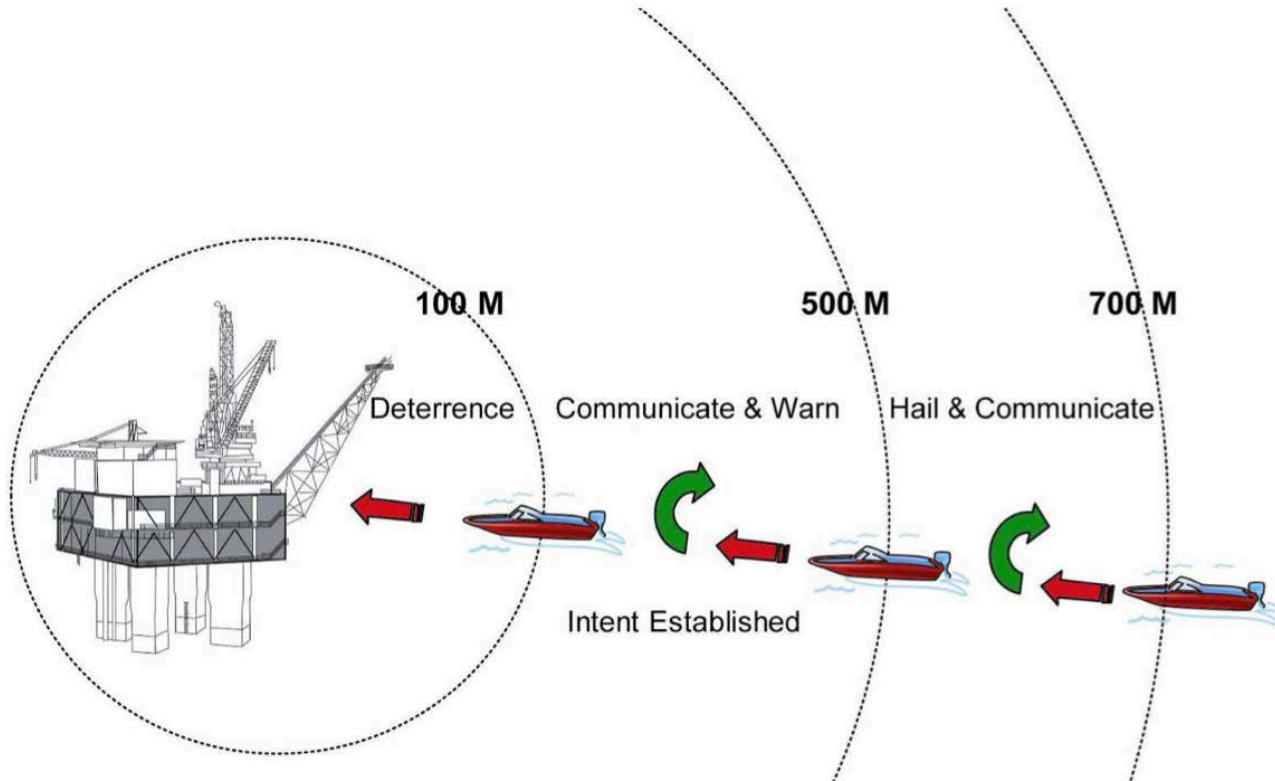 100 M
500 M
700 M
Deterrence
Communicate & Warn
Hail & Communicate
Intent Established